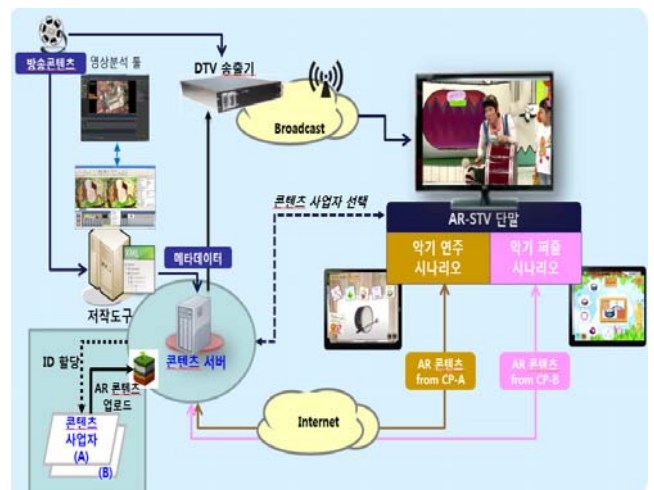 방송콘텐츠
영상분석 툴
DTV 송출기
Broadcast
콘텐츠 사업자 선택
AR-STV 단말
악기 연주
시나리오
악기 퍼즐
시나리오
XML
메타데이터
저작도구
콘텐츠 서버
ID 할당
AR 콘텐츠
업로드
콘텐츠
사업자
(A)
(B)
AR 콘텐츠
from CP-A
AR 콘텐츠
from CP-B
Internet